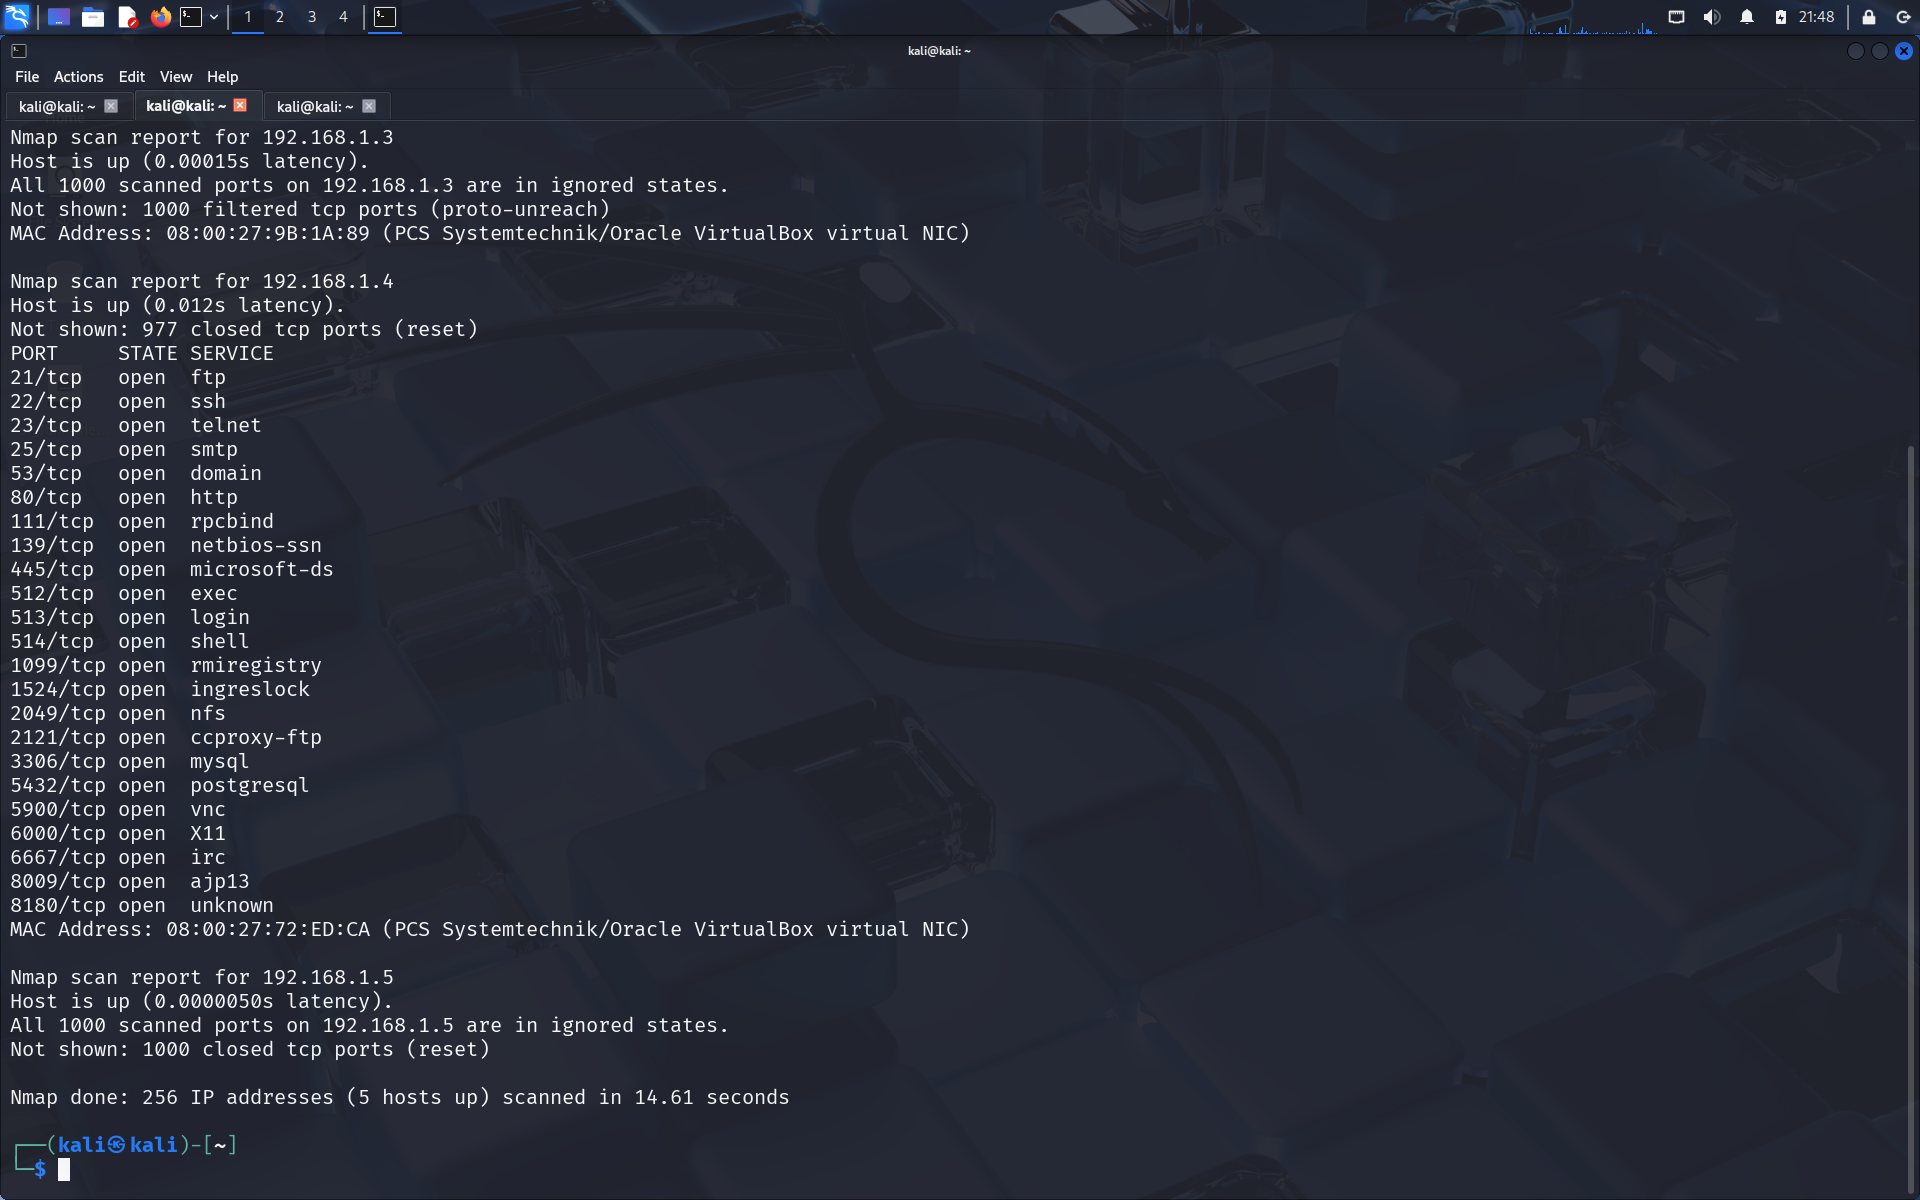 1 2 3 4 21:48
kali@kali: ~
File Actions Edit View Help
kali@kali: ~ kali@kali: ~ kali@kali: ~
Nmap scan report for 192.168.1.3
Host is up (0.00015s latency).
All 1000 scanned ports on 192.168.1.3 are in ignored states.
Not shown: 1000 filtered tcp ports (proto-unreach)
MAC Address: 08:00:27:9B:1A:89 (PCS Systemtechnik/Oracle VirtualBox virtual NIC)
Nmap scan report for 192.168.1.4
Host is up (0.012s latency).
Not shown: 977 closed tcp ports (reset)
PORT STATE SERVICE
21/tcp open ftp
22/tcp open ssh
23/tcp open telnet
25/tcp open smtp
53/tcp open domain
80/tcp open http
111/tcp open rpcbind
139/tcp open netbios-ssn
445/tcp open microsoft-ds
512/tcp open exec
513/tcp open login
514/tcp open shell
1099/tcp open rmiregistry
1524/tcp open ingreslock
2049/tcp open nfs
2121/tcp open ccproxy-ftp
3306/tcp open mysql
5432/tcp open postgresql
5900/tcp open vnc
6000/tcp open X11
6667/tcp open irc
8009/tcp open ajp13
8180/tcp open unknown
MAC Address: 08:00:27:72:ED:CA (PCS Systemtechnik/Oracle VirtualBox virtual NIC)
Nmap scan report for 192.168.1.5
Host is up (0.0000050s latency).
All 1000 scanned ports on 192.168.1.5 are in ignored states.
Not shown: 1000 closed tcp ports (reset)
Nmap done: 256 IP addresses (5 hosts up) scanned in 14.61 seconds
┌──(kali㉿kali)-[~]
└─$